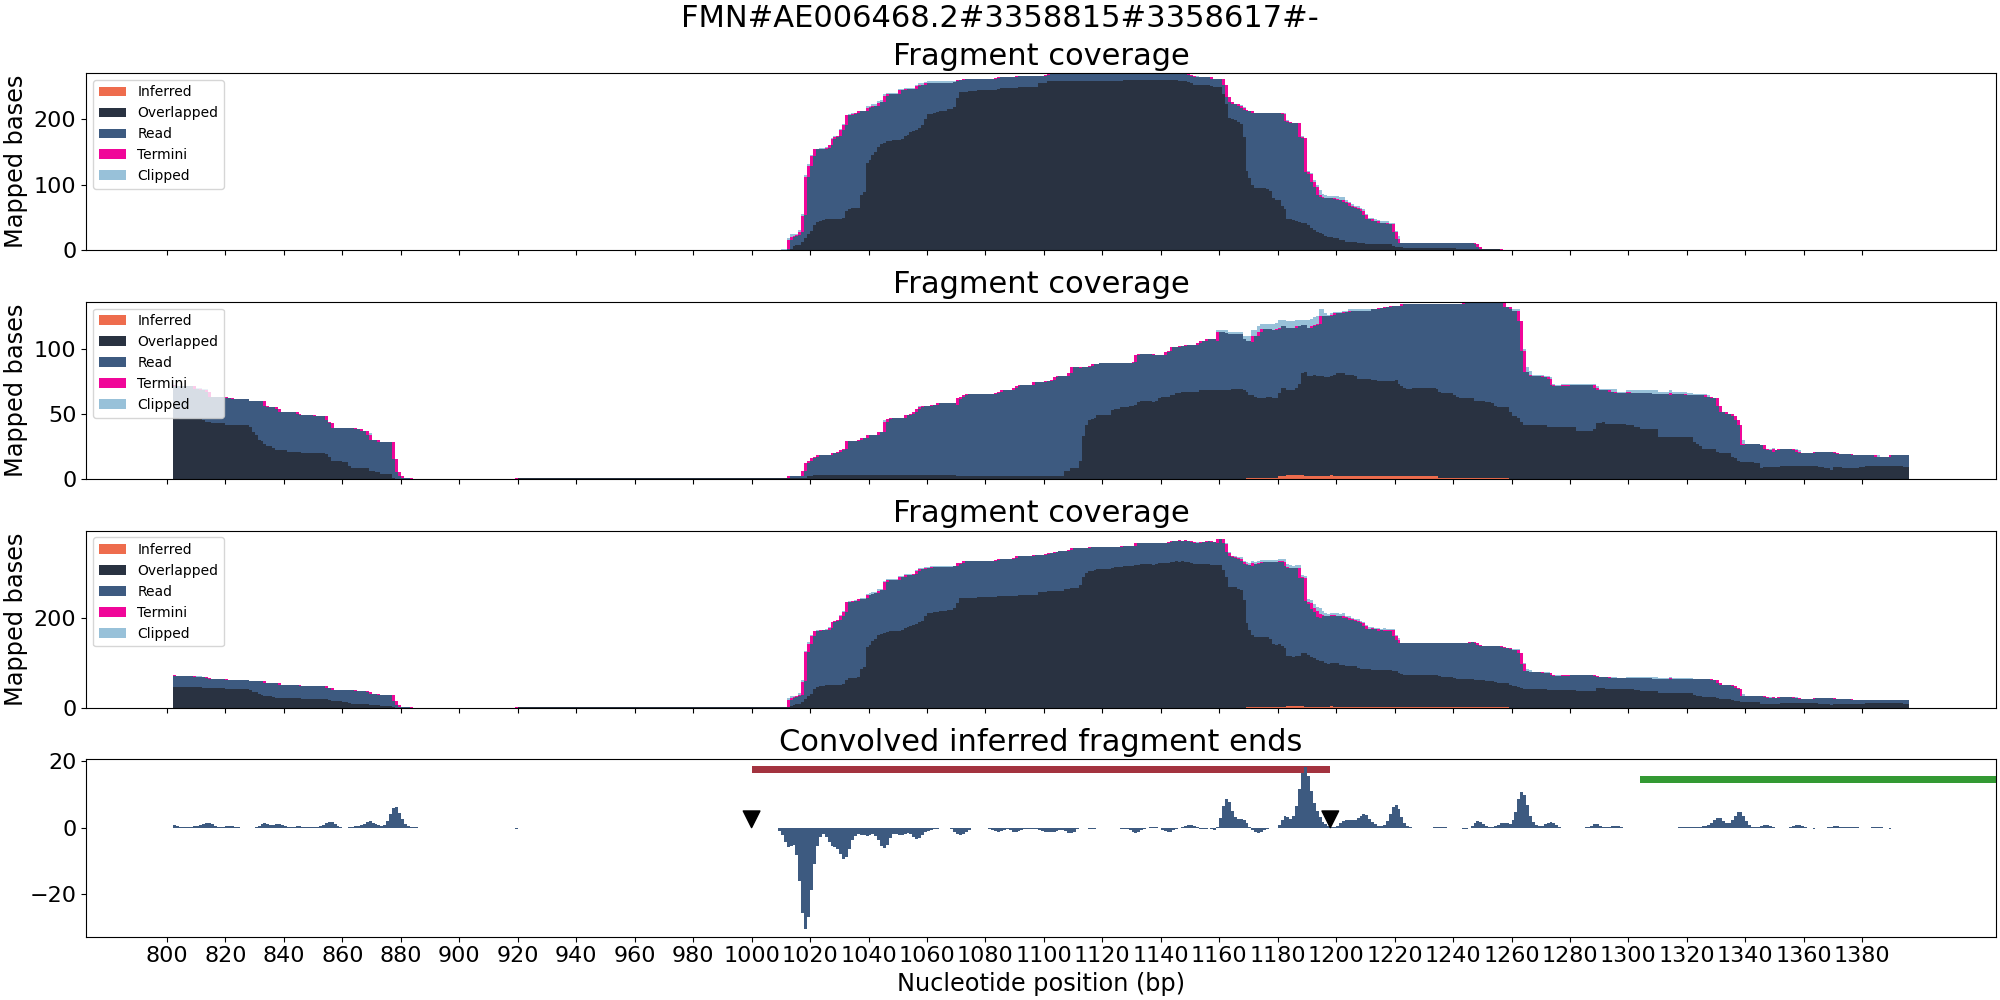 FMN#AE006468.2#3358815#3358617#-
Fragment coverage
Mapped bases
200
100
0
Inferred
Overlapped
Read
Termini
Clipped
Fragment coverage
Mapped bases
100
50
0
Inferred
Overlapped
Read
Termini
Clipped
Fragment coverage
Mapped bases
200
0
Inferred
Overlapped
Read
Termini
Clipped
Convolved inferred fragment ends
20
0
−20
800 820 840 860 880 900 920 940 960 980 1000 1020 1040 1060 1080 1100 1120 1140 1160 1180 1200 1220 1240 1260 1280 1300 1320 1340 1360 1380
Nucleotide position (bp)